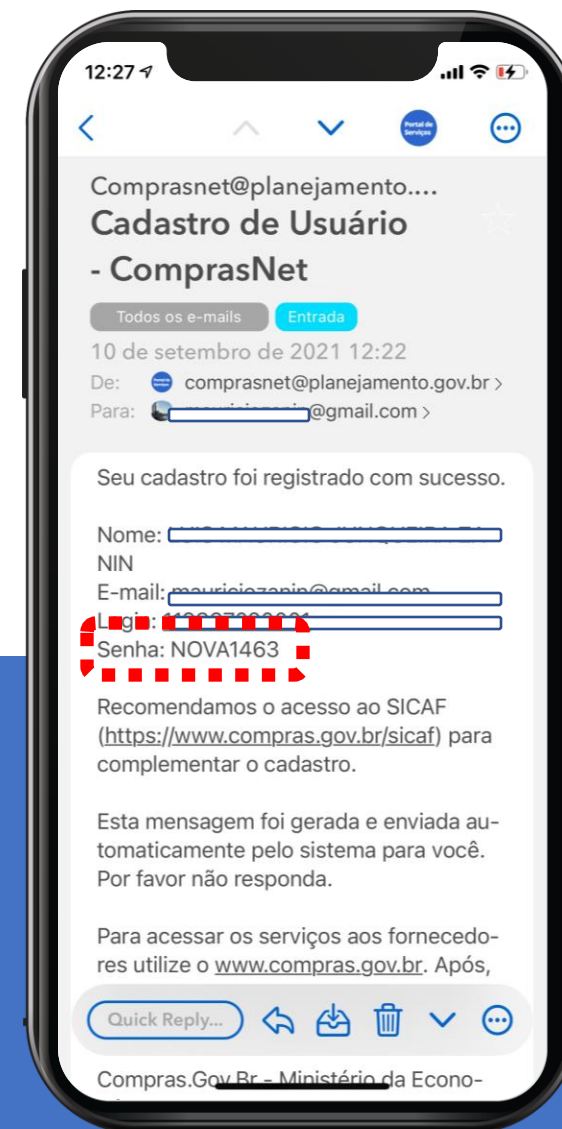 12:27
Portal de Serviços
Comprasnet@planejamento....
Cadastro de Usuário
- ComprasNet
Todos os e-mails Entrada
10 de setembro de 2021 12:22
De: comprasnet@planejamento.gov.br >
Para: @gmail.com >
Seu cadastro foi registrado com sucesso.
Nome:
NIN
E-mail:
Login:
Senha: NOVA1463
Recomendamos o acesso ao SICAF
(https://www.compras.gov.br/sicaf) para
complementar o cadastro.
Esta mensagem foi gerada e enviada au-
tomaticamente pelo sistema para você.
Por favor não responda.
Para acessar os serviços aos fornecedo-
res utilize o www.compras.gov.br. Após,
Quick Reply...
Compras.Gov.Br - Ministério da Econo-